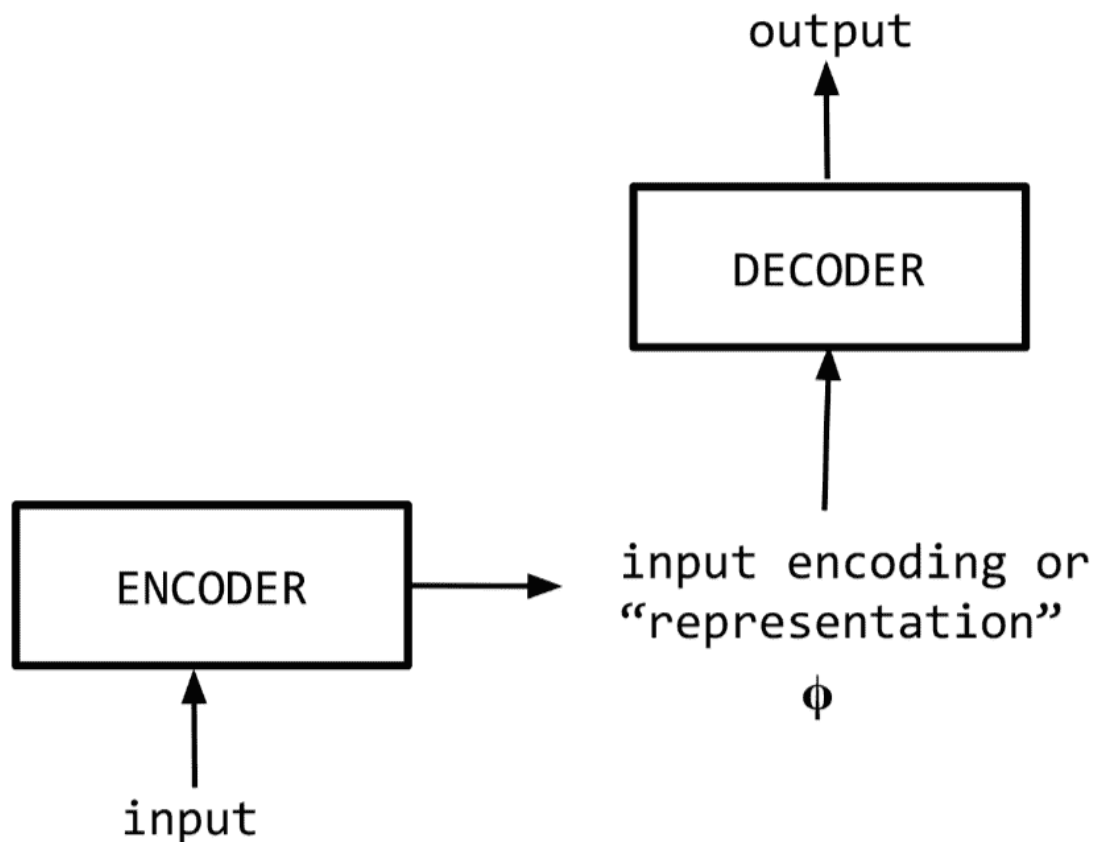 output
DECODER
input encoding or
“representation”
ϕ
ENCODER
input